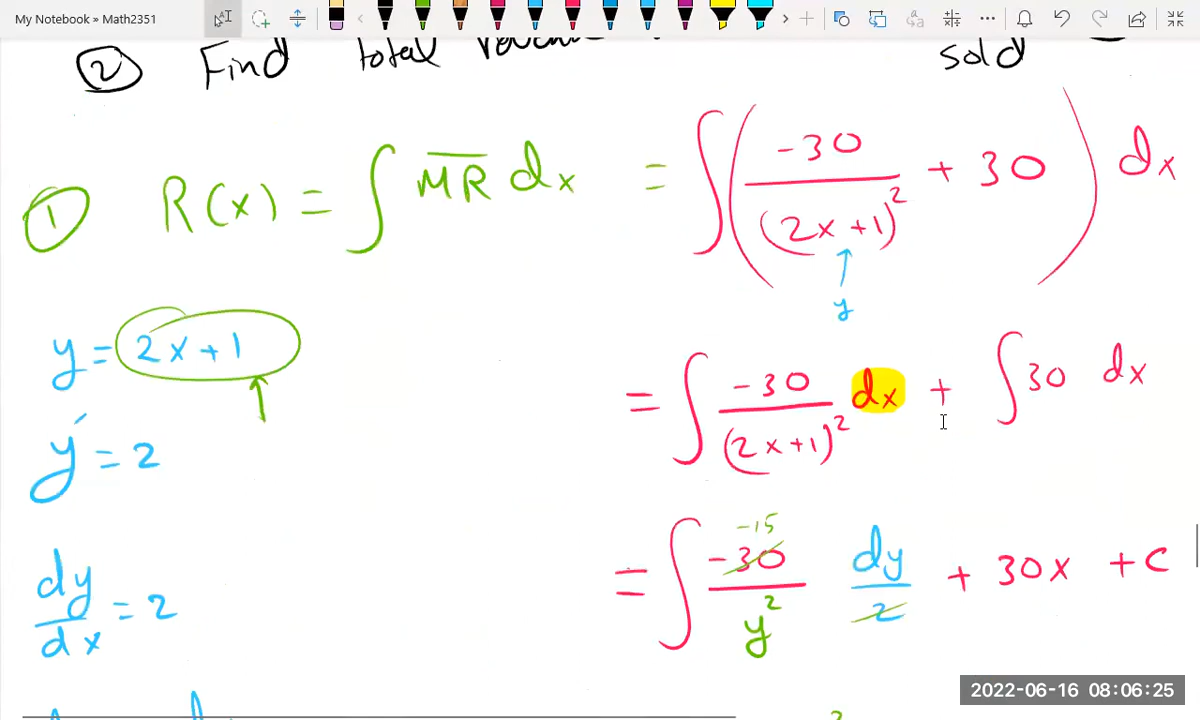 My Notebook » Math2351
② Find total sold
① R(x) = ∫ M̅R̅ dx = ∫ ( -30 / (2x+1)² + 30 ) dx
y
y = 2x+1
= ∫ -30 / (2x+1)² dx + ∫ 30 dx
y' = 2
-15
= ∫ -30 / y² dy/2 + 30x + C
dy/dx = 2
2022-06-16 08:06:25